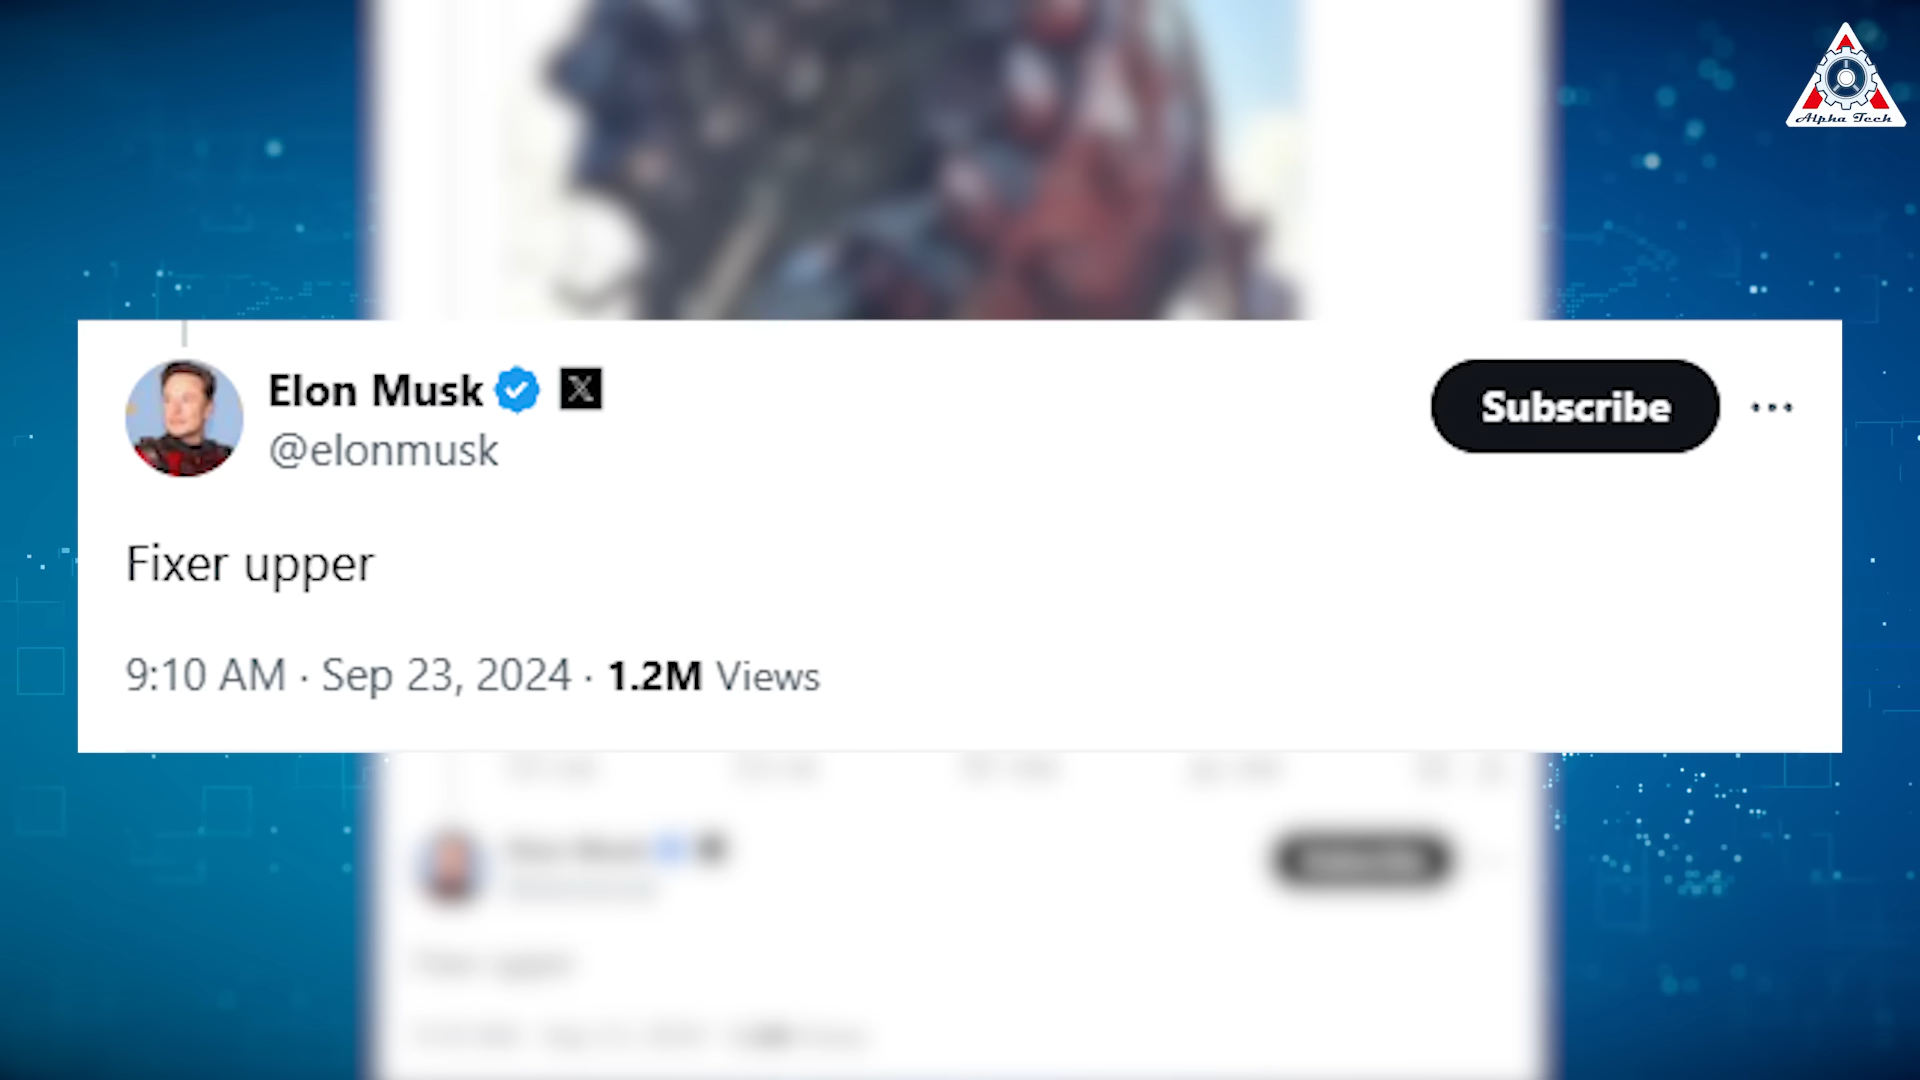 Alpha Tech
Elon Musk
Subscribe
@elonmusk
Fixer upper
9:10 AM · Sep 23, 2024 · 1.2M Views